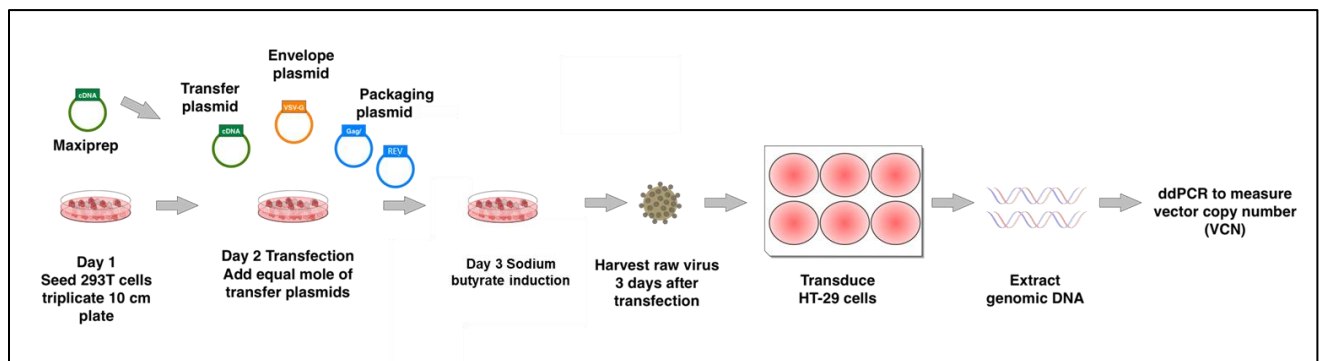 cDNA
Maxiprep
Transfer
plasmid
cDNA
Envelope
plasmid
VSV-G
Packaging
plasmid
Gag/
REV
Day 1
Seed 293T cells
triplicate 10 cm
plate
Day 2 Transfection
Add equal mole of
transfer plasmids
Day 3 Sodium
butyrate induction
Harvest raw virus
3 days after
transfection
Transduce
HT-29 cells
Extract
genomic DNA
ddPCR to measure
vector copy number
(VCN)